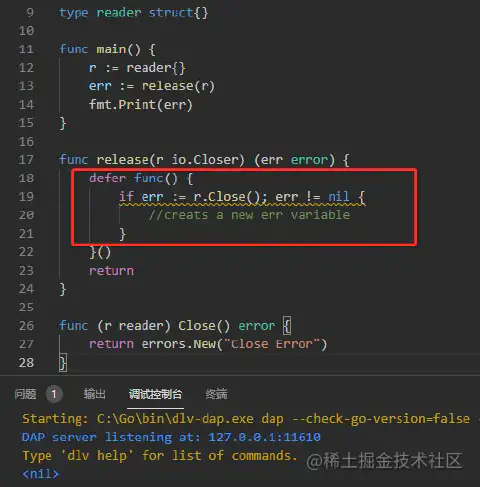 9 type reader struct{}
10
11 func main() {
12 r := reader{}
13 err := release(r)
14 fmt.Print(err)
15 }
16
17 func release(r io.Closer) (err error) {
18 defer func() {
19 if err := r.Close(); err != nil {
20 //creats a new err variable
21 }
22 }()
23 return
24 }
25
26 func (r reader) Close() error {
27 return errors.New("Close Error")
28 }
问题 1 输出 调试控制台 终端
Starting: C:\Go\bin\dlv-dap.exe dap --check-go-version=false
DAP server listening at: 127.0.0.1:11610
Type 'dlv help' for list of commands.
<nil>
@稀土掘金技术社区